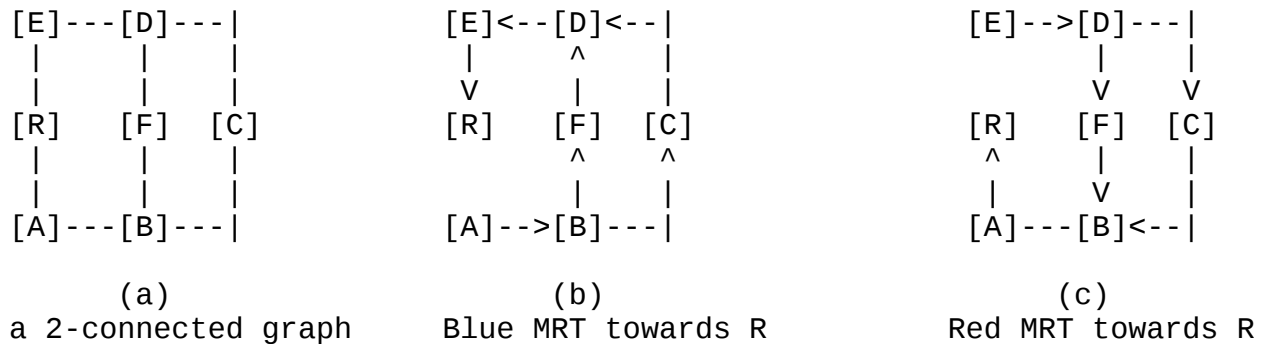 [E]---[D]---|          [E]<--[D]<--|                [E]-->[D]---|
 |     |    |           |     ^    |                       |    |
 |     |    |           V     |    |                       V    V
[R]   [F]  [C]         [R]   [F]  [C]               [R]   [F]  [C]
 |     |    |                 ^    ^                 ^     |    |
 |     |    |                 |    |                 |     V    |
[A]---[B]---|          [A]-->[B]---|                [A]---[B]<--|
(a)                    (b)                     (c)
a 2-connected graph     Blue MRT towards R          Red MRT towards R